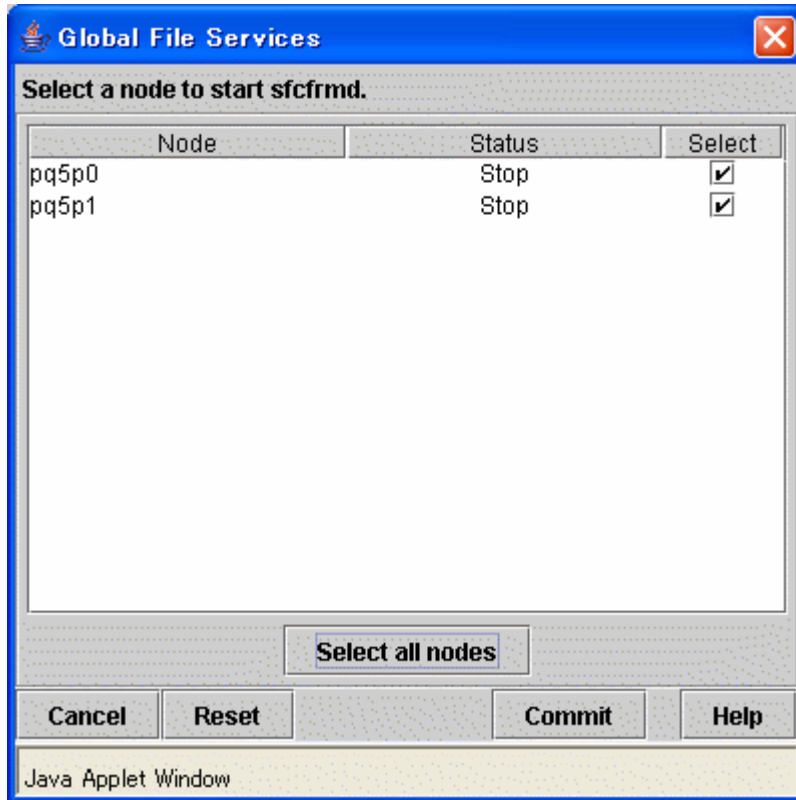 Global File Services
Select a node to start sfcfrmd.
Node Status Select
pq5p0 Stop
pq5p1 Stop
Select all nodes
Cancel Reset Commit Help
Java Applet Window